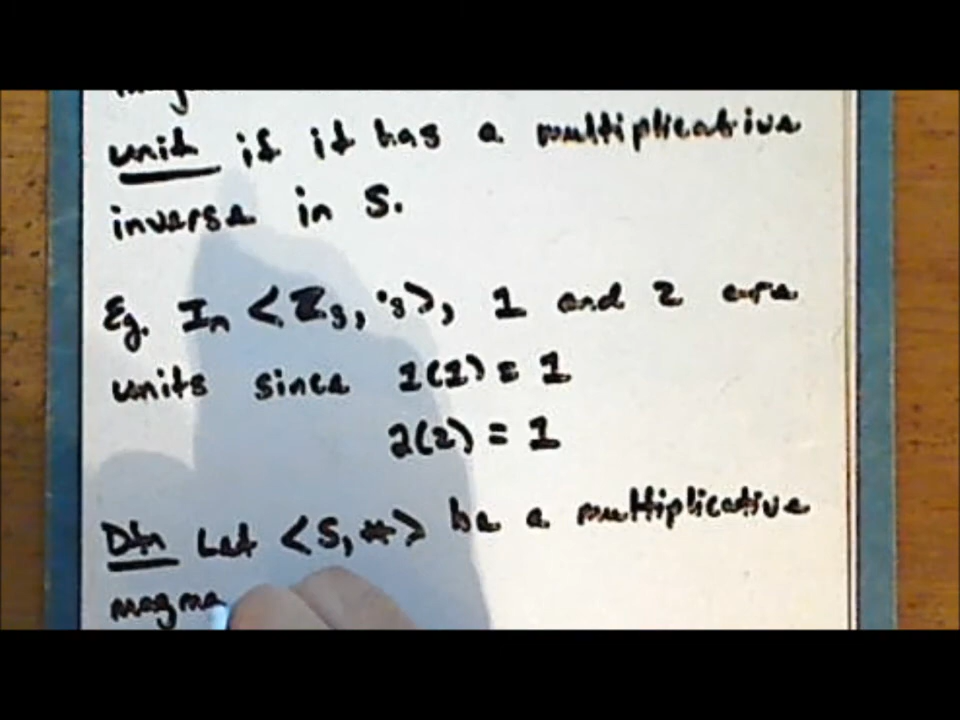 unit if it has a multiplicative
inverse in S.
Eg. In <ℤ₃, ·₃>, 1 and 2 are
units since 1(1) = 1
2(2) = 1
Dfn Let <S, *> be a multiplicative
magma